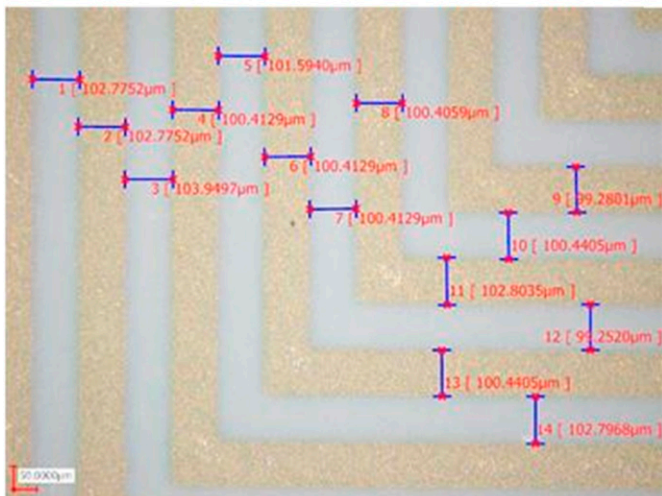 5 [ 101.5940µm ]
1 [ 102.7752µm ]
8 [ 100.4059µm ]
4 [ 100.4129µm ]
2 [ 102.7752µm ]
6 [ 100.4129µm ]
3 [ 103.9497µm ]
9 [ 99.2801µm ]
7 [ 100.4129µm ]
10 [ 100.4405µm ]
11 [ 102.8035µm ]
12 [ 99.2520µm ]
13 [ 100.4405µm ]
14 [ 102.7968µm ]
50.0000µm